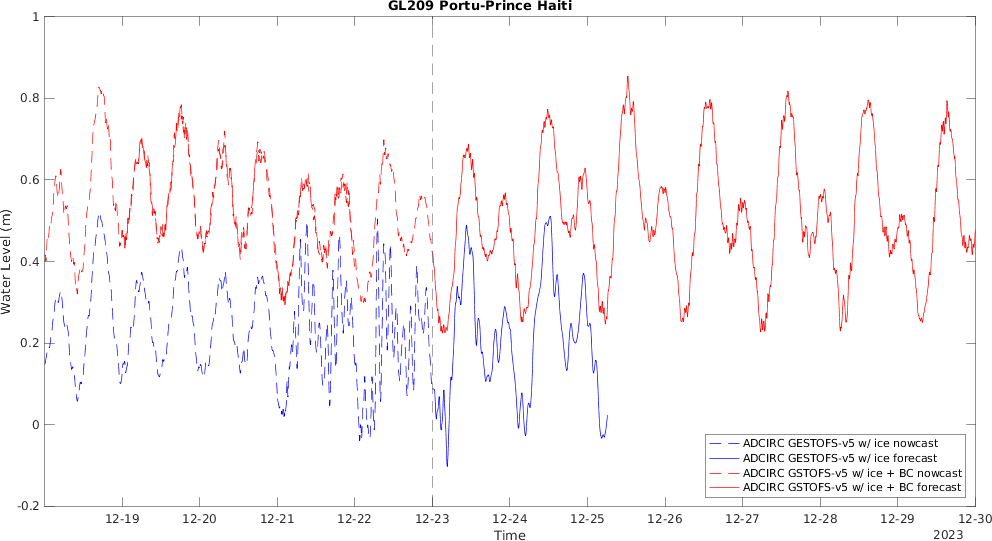 GL209 Portu-Prince Haiti
1
0.8
0.6
0.4
0.2
0
-0.2
Water Level (m)
12-19 12-20 12-21 12-22 12-23 12-24 12-25 12-26 12-27 12-28 12-29 12-30
Time
2023
ADCIRC GESTOFS-v5 w/ ice nowcast
ADCIRC GESTOFS-v5 w/ ice forecast
ADCIRC GSTOFS-v5 w/ ice + BC nowcast
ADCIRC GSTOFS-v5 w/ ice + BC forecast